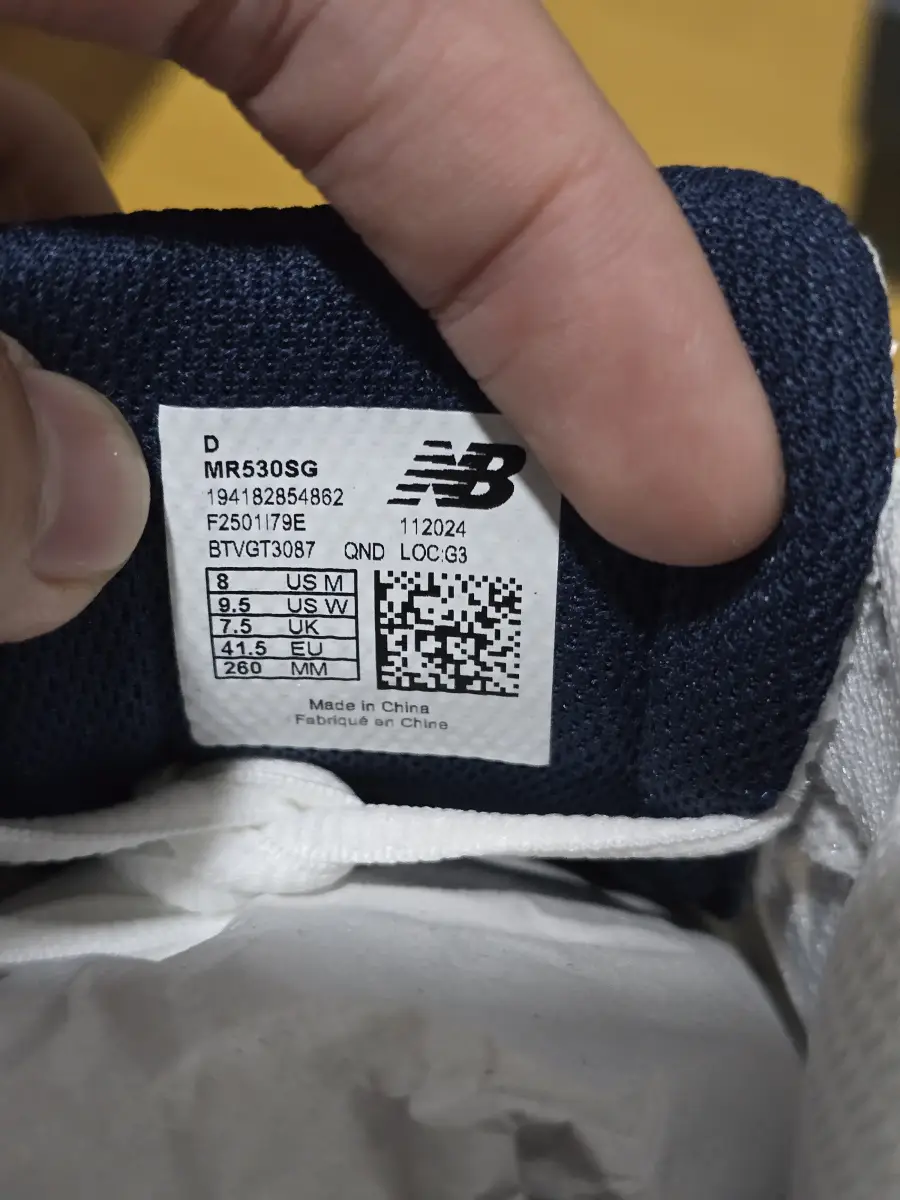 D
MR530SG
NB
194182854862
F2501I79E
112024
BTVGT3087 QND LOC:G3
8 US M
9.5 US W
7.5 UK
41.5 EU
260 MM
Made in China
Fabriqué en Chine